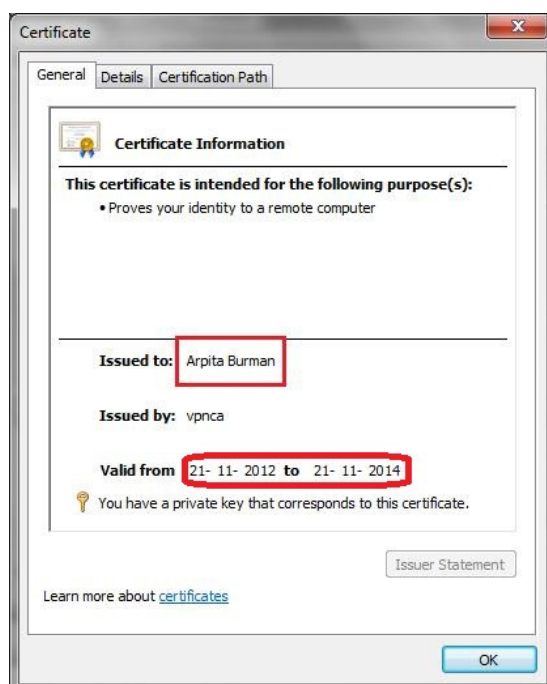 Certificate
General Details Certification Path
Certificate Information
This certificate is intended for the following purpose(s):
• Proves your identity to a remote computer
Issued to: Arpita Burman
Issued by: vpnca
Valid from 21- 11- 2012 to 21- 11- 2014
You have a private key that corresponds to this certificate.
Issuer Statement
Learn more about certificates
OK